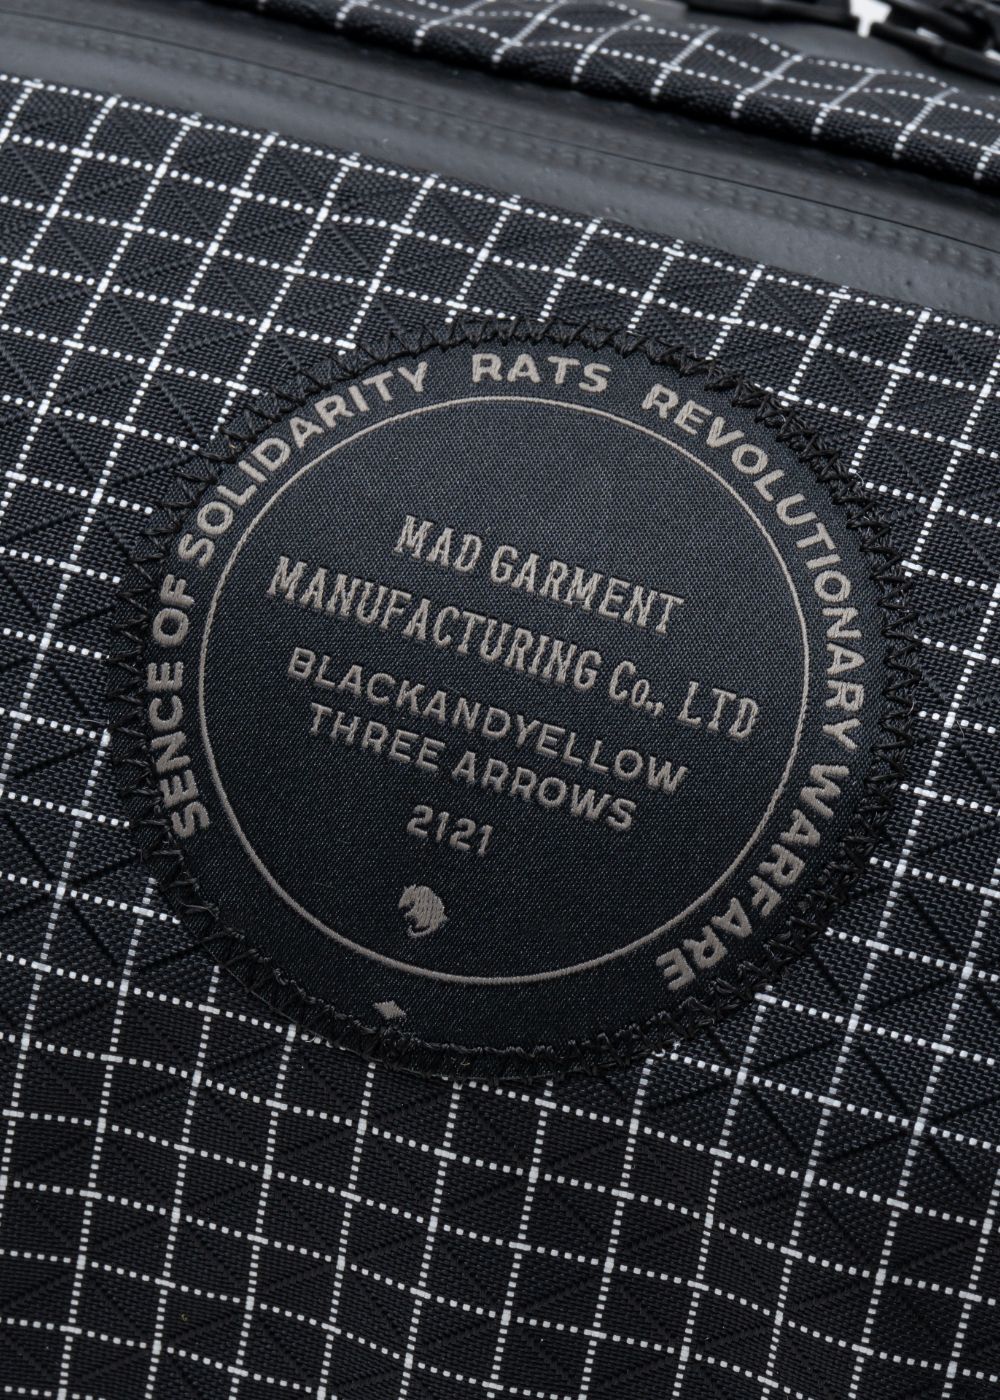 SENCE OF SOLIDARITY RATS REVOLUTIONARY WARFARE
MAD GARMENT
MANUFACTURING Co., LTD
BLACKANDYELLOW
THREE ARROWS
2121